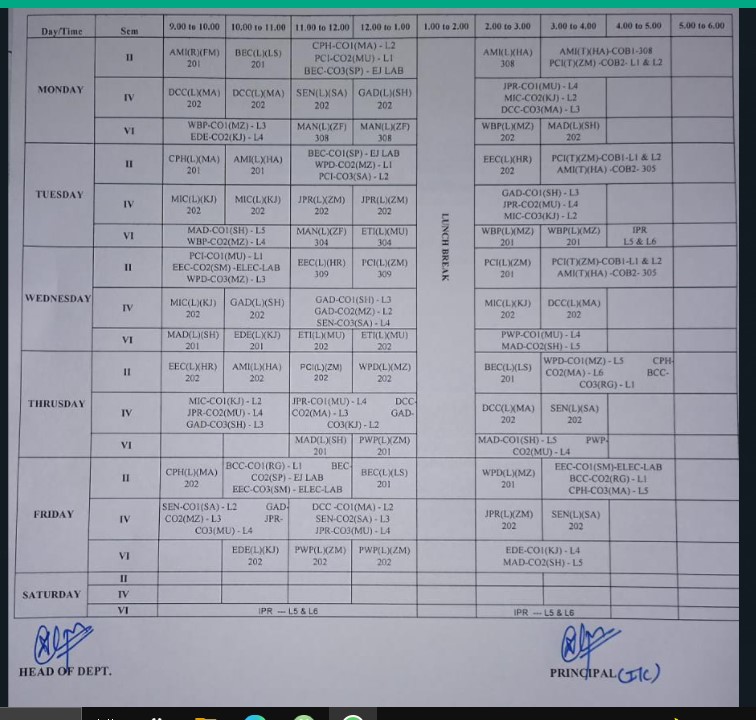 Day/Time Sem 9.00 to 10.00 10.00 to 11.00 11.00 to 12.00 12.00 to 1.00 1.00 to 2.00 2.00 to 3.00 3.00 to 4.00 4.00 to 5.00 5.00 to 6.00
MONDAY
II
AMI(R)(FM)
201
BEC(L)(LS)
201
CPH-CO1(MA) - L2
PCI-CO2(MU) - L1
BEC-CO3(SP) - EJ LAB
AMI(L)(HA)
308
AMI(T)(HA)-COB1-308
PCI(T)(ZM) -COB2- L1 & L2
IV
DCC(L)(MA)
202
DCC(L)(MA)
202
SEN(L)(SA)
202
GAD(L)(SH)
202
JPR-CO1(MU) - L4
MIC-CO2(KJ) - L2
DCC-CO3(MA) - L3
VI
WBP-CO1(MZ) - L3
EDE-CO2(KJ) - L4
MAN(L)(ZF)
308
MAN(L)(ZF)
308
WBP(L)(MZ)
202
MAD(L)(SH)
202
LUNCH BREAK
TUESDAY
II
CPH(L)(MA)
201
AMI(L)(HA)
201
BEC-CO1(SP) - EJ LAB
WPD-CO2(MZ) - L1
PCI-CO3(SA) - L2
EEC(L)(HR)
202
PCI(T)(ZM)-COB1-L1 & L2
AMI(T)(HA) -COB2- 305
IV
MIC(L)(KJ)
202
MIC(L)(KJ)
202
JPR(L)(ZM)
202
JPR(L)(ZM)
202
GAD-CO1(SH) - L3
JPR-CO2(MU) - L4
MIC-CO3(KJ) - L2
VI
MAD-CO1(SH) - L5
WBP-CO2(MZ) - L4
MAN(L)(ZF)
304
ETI(L)(MU)
304
WBP(L)(MZ)
201
WBP(L)(MZ)
201
IPR
L5 & L6
WEDNESDAY
II
PCI-CO1(MU) - L1
EEC-CO2(SM) -ELEC-LAB
WPD-CO3(MZ) - L3
EEC(L)(HR)
309
PCI(L)(ZM)
309
PCI(L)(ZM)
201
PCI(T)(ZM)-COB1-L1 & L2
AMI(T)(HA) -COB2- 305
IV
MIC(L)(KJ)
202
GAD(L)(SH)
202
GAD-CO1(SH) - L3
GAD-CO2(MZ) - L2
SEN-CO3(SA) - L4
MIC(L)(KJ)
202
DCC(L)(MA)
202
VI
MAD(L)(SH)
201
EDE(L)(KJ)
201
ETI(L)(MU)
202
ETI(L)(MU)
202
PWP-CO1(MU) - L4
MAD-CO2(SH) - L5
THRUSDAY
II
EEC(L)(HR)
202
AMI(L)(HA)
202
PCI(L)(ZM)
202
WPD(L)(MZ)
202
BEC(L)(LS)
201
WPD-CO1(MZ) - L5 CPH-
CO2(MA) - L6 BCC-
CO3(RG) - L1
IV
MIC-CO1(KJ) - L2
JPR-CO2(MU) - L4
GAD-CO3(SH) - L3
JPR-CO1(MU) - L4 DCC-
CO2(MA) - L3 GAD-
CO3(KJ) - L2
DCC(L)(MA)
202
SEN(L)(SA)
202
VI
MAD(L)(SH)
201
PWP(L)(ZM)
201
MAD-CO1(SH) - L5 PWP-
CO2(MU) - L4
FRIDAY
II
CPH(L)(MA)
202
BCC-CO1(RG) - L1 BEC-
CO2(SP) - EJ LAB
EEC-CO3(SM) - ELEC-LAB
BEC(L)(LS)
201
WPD(L)(MZ)
201
EEC-CO1(SM)-ELEC-LAB
BCC-CO2(RG) - L1
CPH-CO3(MA) - L5
IV
SEN-CO1(SA) - L2 GAD-
CO2(MZ) - L3 JPR-
CO3(MU) - L4
DCC -CO1(MA) - L2
SEN-CO2(SA) - L3
JPR-CO3(MU) - L4
JPR(L)(ZM)
202
SEN(L)(SA)
202
VI
EDE(L)(KJ)
202
PWP(L)(ZM)
202
PWP(L)(ZM)
202
EDE-CO1(KJ) - L4
MAD-CO2(SH) - L5
SATURDAY
II
IV
VI
IPR — L5 & L6
IPR — L5 & L6
HEAD OF DEPT.
PRINCIPAL (I/C)